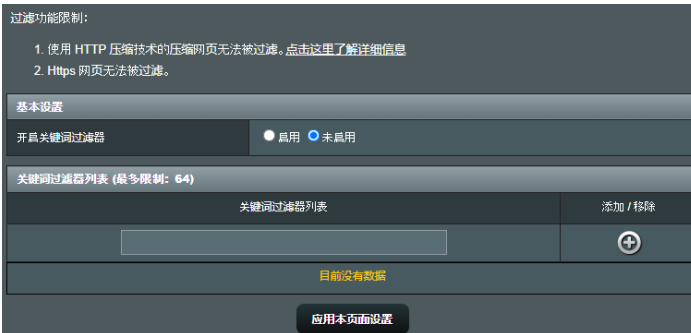 过滤功能限制：
1. 使用 HTTP 压缩技术的压缩网页无法被过滤。点击这里了解详细信息
2. Https 网页无法被过滤。
基本设置
开启关键词过滤器 启用 未启用
关键词过滤器列表 (最多限制：64)
关键词过滤器列表 添加 / 移除
目前没有数据
应用本页面设置